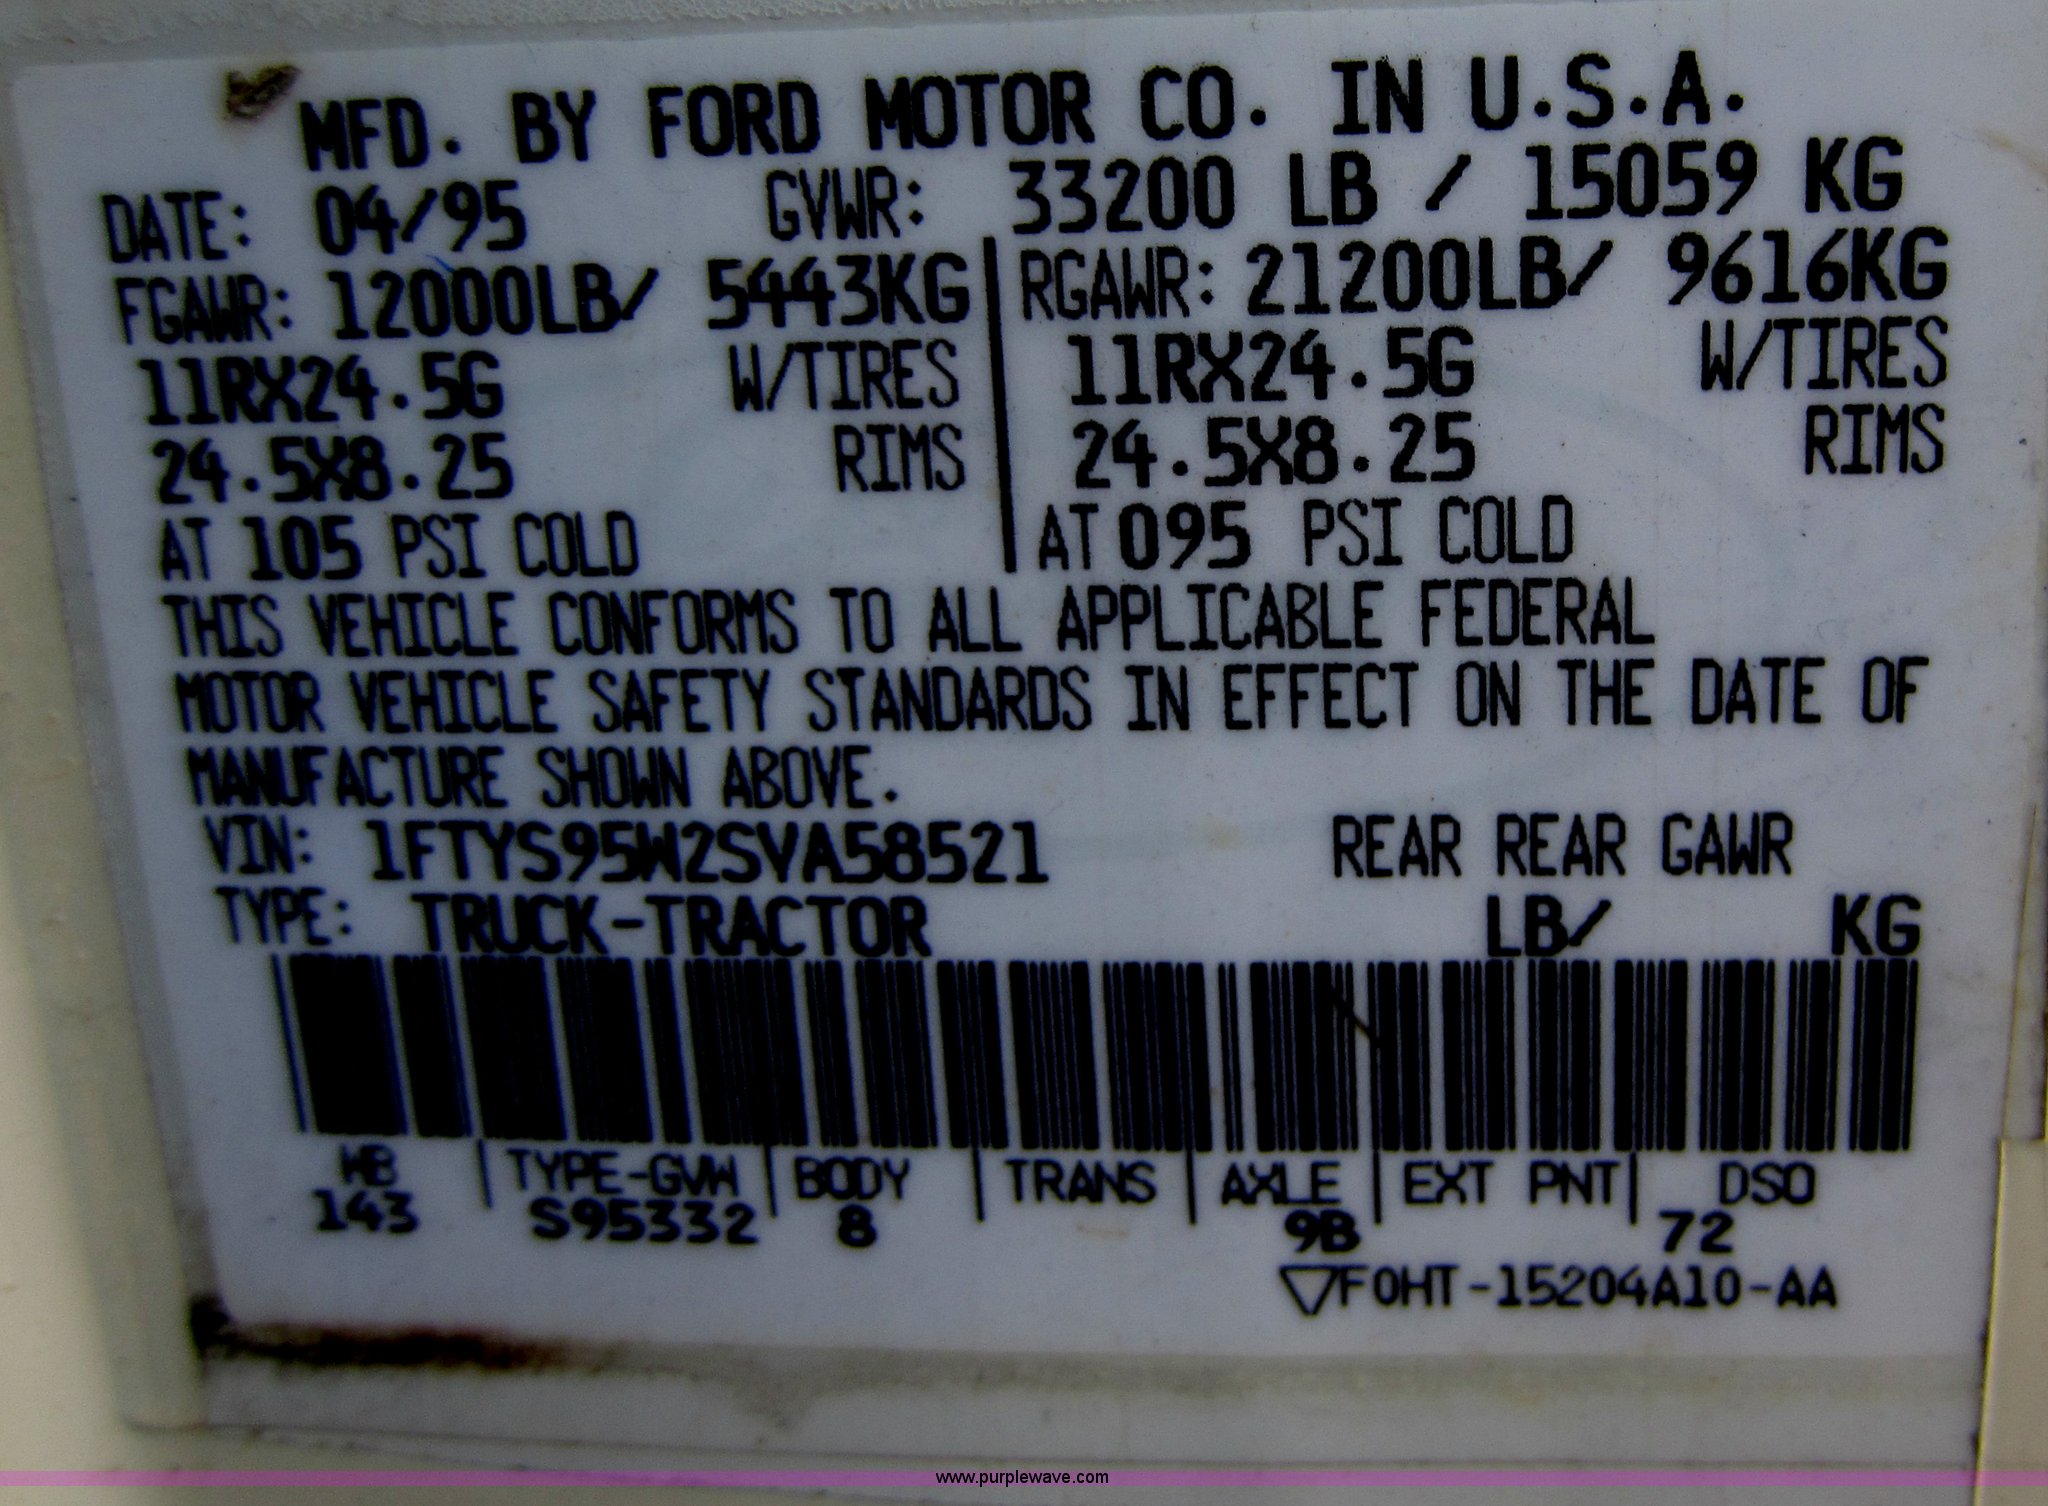 MFD. BY FORD MOTOR CO. IN U.S.A.
DATE: 04/95 GVWR: 33200 LB / 15059 KG
FGAWR: 12000LB/ 5443KG RGAWR: 21200LB/ 9616KG
11RX24.5G W/TIRES 11RX24.5G W/TIRES
24.5X8.25 RIMS 24.5X8.25 RIMS
AT 105 PSI COLD AT 095 PSI COLD
THIS VEHICLE CONFORMS TO ALL APPLICABLE FEDERAL
MOTOR VEHICLE SAFETY STANDARDS IN EFFECT ON THE DATE OF
MANUFACTURE SHOWN ABOVE.
VIN: 1FTYS95W2SVA58521 REAR REAR GAWR
TYPE: TRUCK-TRACTOR LB/ KG
WB TYPE-GVW BODY TRANS AXLE EXT PNT DSO
143 S95332 8 9B 72
▽F0HT-15204A10-AA
www.purplewave.com